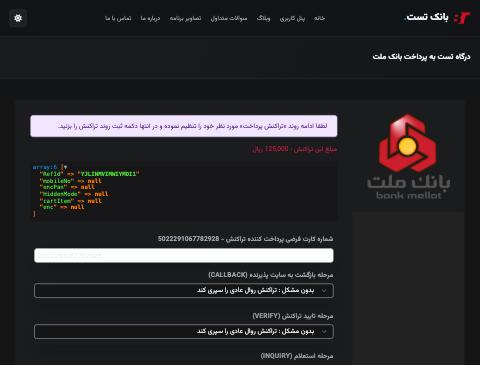 بانک تست.
خانه
پنل کاربری
وبلاگ
سوالات متداول
تصاویر برنامه
درباره ما
تماس با ما
درگاه تست به پرداخت بانک ملت
بانک ملت
bank mellat
لطفا ادامه روند «تراکنش پرداخت» مورد نظر خود را تنظیم نموده و در انتها دکمه ثبت روند تراکنش را بزنید.
مبلغ این تراکنش : 125,000 ریال
array:6 [▼
"RefId" => "YJLINMWIMWIYMDI1"
"mobileNo" => null
"encPan" => null
"HiddenMode" => null
"cartItem" => null
"enc" => null
]
شماره کارت فرضی پرداخت کننده تراکنش - 5022291067782928
مرحله بازگشت به سایت پذیرنده (CALLBACK)
بدون مشکل : تراکنش روال عادی را سپری کند
مرحله تایید تراکنش (VERIFY)
بدون مشکل : تراکنش روال عادی را سپری کند
مرحله استعلام (INQUIRY)